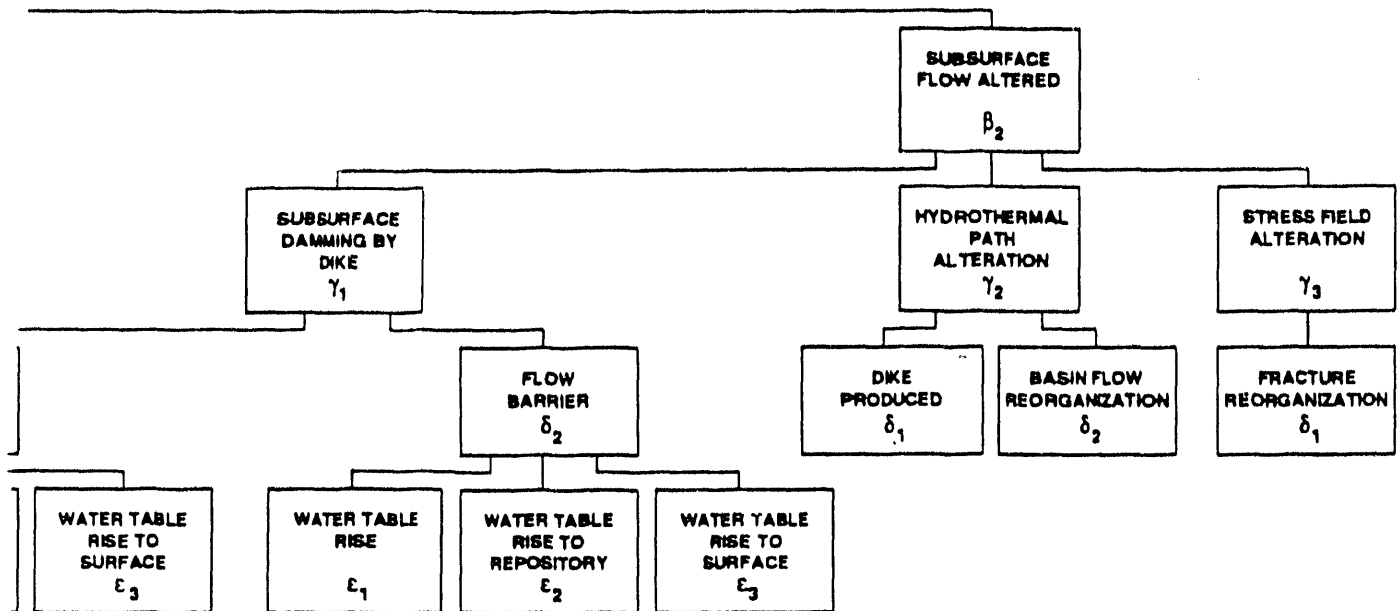 SUBSURFACE
FLOW ALTERED
β2
SUBSURFACE
DAMMING BY
DIKE
γ1
HYDROTHERMAL
PATH
ALTERATION
γ2
STRESS FIELD
ALTERATION
γ3
FLOW
BARRIER
δ2
DIKE
PRODUCED
δ1
BASIN FLOW
REORGANIZATION
δ2
FRACTURE
REORGANIZATION
δ1
WATER TABLE
RISE TO
SURFACE
ε3
WATER TABLE
RISE
ε1
WATER TABLE
RISE TO
REPOSITORY
ε2
WATER TABLE
RISE TO
SURFACE
ε3